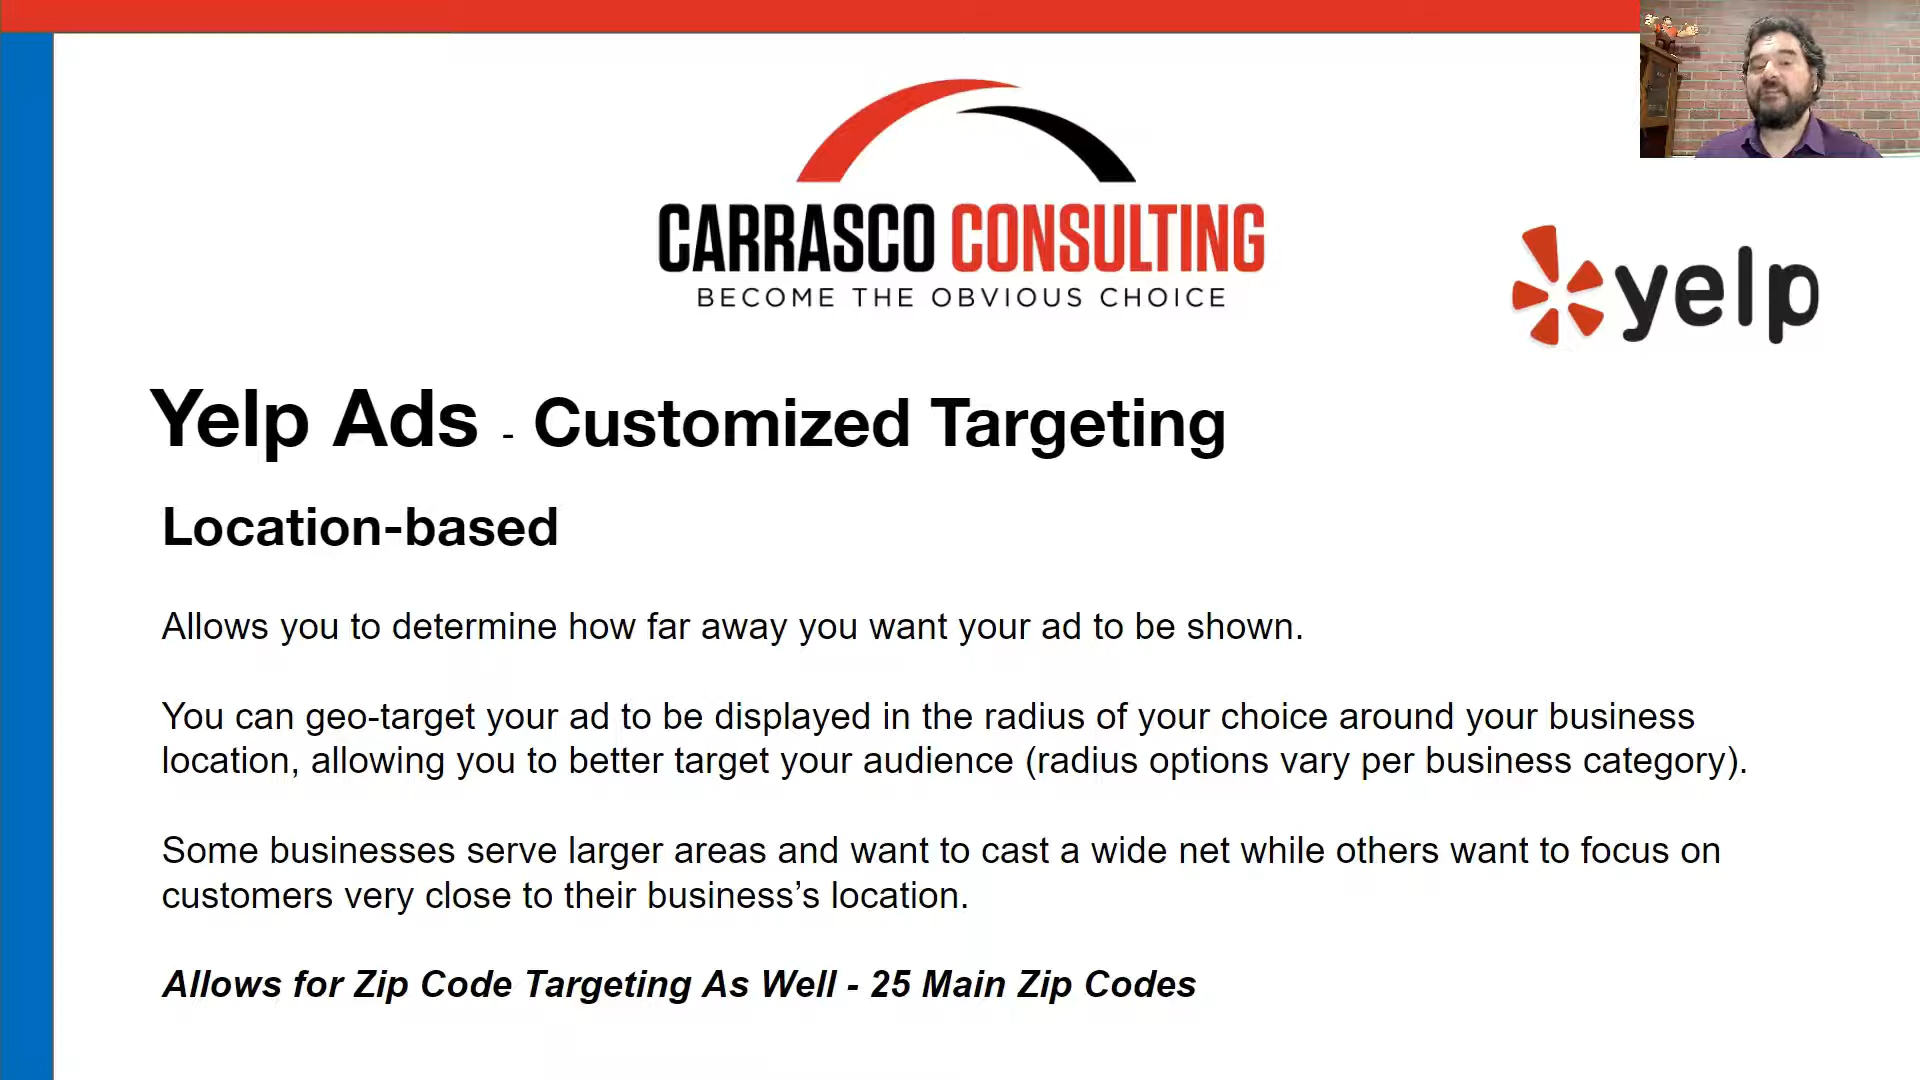 CARRASCO CONSULTING
BECOME THE OBVIOUS CHOICE
yelp
Yelp Ads - Customized Targeting
Location-based
Allows you to determine how far away you want your ad to be shown.
You can geo-target your ad to be displayed in the radius of your choice around your business
location, allowing you to better target your audience (radius options vary per business category).
Some businesses serve larger areas and want to cast a wide net while others want to focus on
customers very close to their business’s location.
Allows for Zip Code Targeting As Well - 25 Main Zip Codes